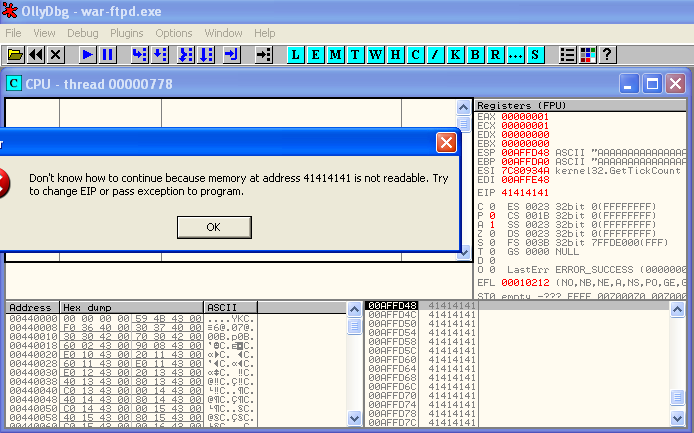 OllyDbg - war-ftpd.exe
File View Debug Plugins Options Window Help
L E M T W H C / K B R ... S ?
C CPU - thread 00000778
Registers (FPU)
EAX 00000001
ECX 00000001
EDX 00000000
EBX 00000000
ESP 00AFFD48 ASCII "AAAAAAAAAAAAAAAA
EBP 00AFFDA0 ASCII "AAAAAAAAAAAAAAAA
ESI 7C80934A kernel32.GetTickCount
EDI 00AFFE48
EIP 41414141
C 0 ES 0023 32bit 0(FFFFFFFF)
P 0 CS 001B 32bit 0(FFFFFFFF)
A 1 SS 0023 32bit 0(FFFFFFFF)
Z 0 DS 0023 32bit 0(FFFFFFFF)
S 0 FS 003B 32bit 7FFDE000(FFF)
T 0 GS 0000 NULL
D 0
O 0 LastErr ERROR_SUCCESS (0000000
EFL 00010212 (NO,NB,NE,A,NS,PO,GE,G
ST0 empty -??? FFFF 00700070 007000
r
Don't know how to continue because memory at address 41414141 is not readable. Try
to change EIP or pass exception to program.
OK
Address Hex dump ASCII
00440000 00 00 00 00 59 4B 43 00 ....YKC.
00440008 F0 36 40 00 30 37 40 00 ≡6@.07@.
00440010 30 30 42 00 70 30 42 00 00B.p0B.
00440018 60 02 43 00 90 08 43 00
00440020 E0 10 43 00 20 11 43 00
00440028 60 11 43 00 E0 11 43 00
00440030 E0 12 43 00 20 13 43 00
00440038 40 13 43 00 80 13 43 00
00440040 C0 13 43 00 00 14 43 00
00440048 40 14 43 00 80 14 43 00
00440050 C0 14 43 00 00 15 43 00
00440058 40 15 43 00 80 15 43 00
00AFFD48 41414141
00AFFD4C 41414141
00AFFD50 41414141
00AFFD54 41414141
00AFFD58 41414141
00AFFD5C 41414141
00AFFD60 41414141
00AFFD64 41414141
00AFFD68 41414141
00AFFD6C 41414141
00AFFD70 41414141
00AFFD74 41414141
00AFFD78 41414141
00AFFD7C 41414141